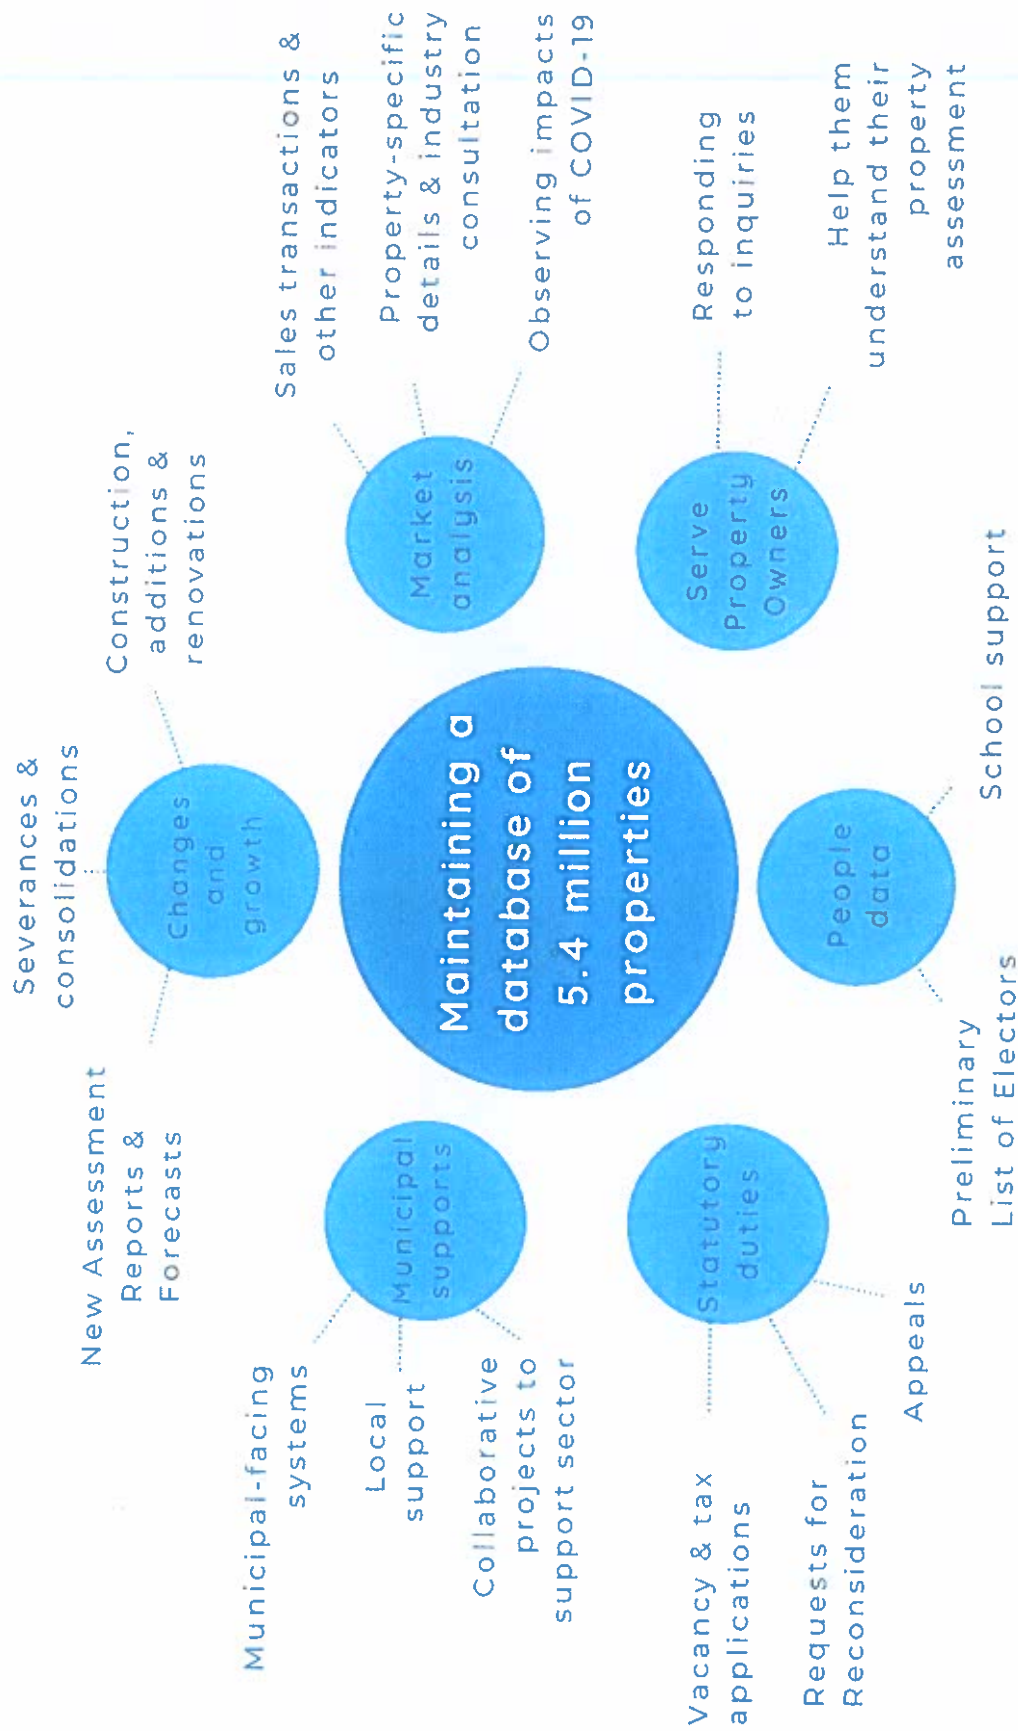 Severances &
consolidations
New Assessment
Reports &
Forecasts
Construction,
additions &
renovations
Changes
and
growth
Municipal-facing
systems
Local
support
Collaborative
projects to
support sector
Municipal
supports
Maintaining a
database of
5.4 million
properties
Market
analysis
Sales transactions &
other indicators
Property-specific
details & industry
consultation
Observing impacts
of COVID-19
Vacancy & tax
applications
Requests for
Reconsideration
Appeals
Statutory
duties
People
data
Preliminary
List of Electors
School support
Serve
Property
Owners
Responding
to inquiries
Help them
understand their
property
assessment